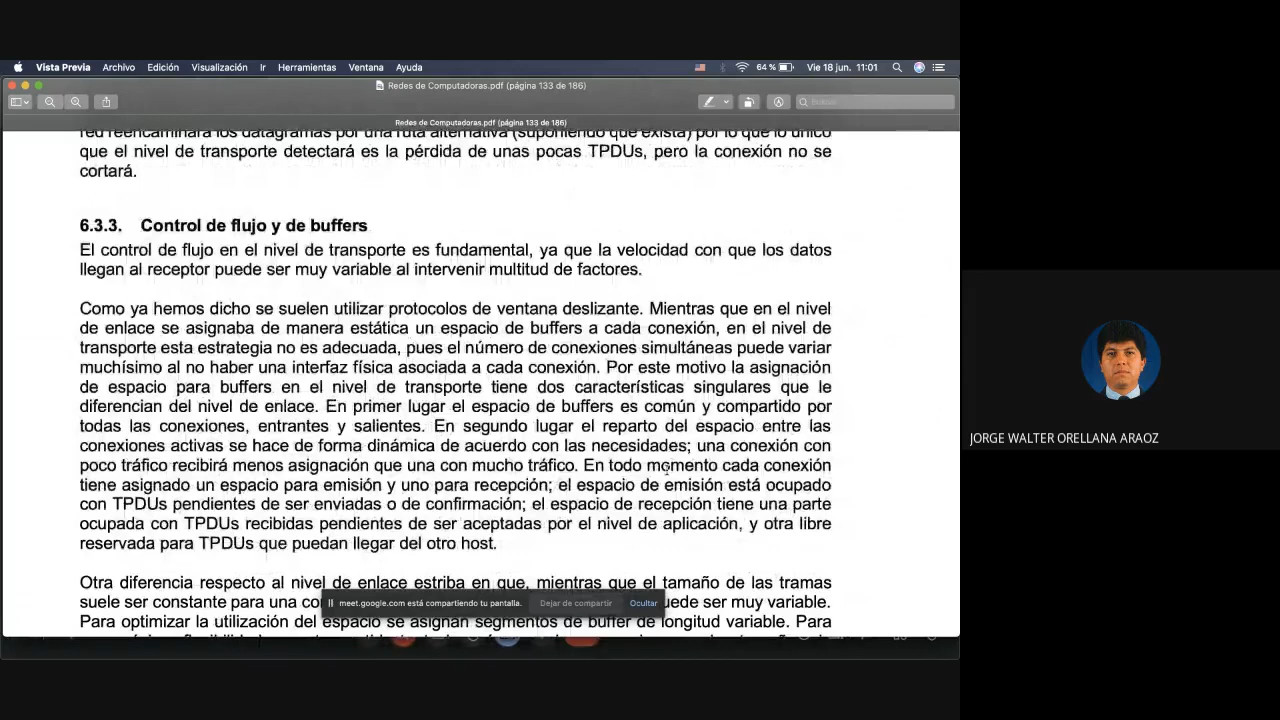 Vista Previa Archivo Edición Visualización Ir Herramientas Ventana Ayuda 64 % Vie 18 jun. 11:01
Redes de Computadoras.pdf (página 133 de 186)
Buscar
Redes de Computadoras.pdf (página 133 de 186)
red reencaminará los datagramas por una ruta alternativa (suponiendo que exista) por lo que lo único
que el nivel de transporte detectará es la pérdida de unas pocas TPDUs, pero la conexión no se
cortará.
6.3.3. Control de flujo y de buffers
El control de flujo en el nivel de transporte es fundamental, ya que la velocidad con que los datos
llegan al receptor puede ser muy variable al intervenir multitud de factores.
Como ya hemos dicho se suelen utilizar protocolos de ventana deslizante. Mientras que en el nivel
de enlace se asignaba de manera estática un espacio de buffers a cada conexión, en el nivel de
transporte esta estrategia no es adecuada, pues el número de conexiones simultáneas puede variar
muchísimo al no haber una interfaz física asociada a cada conexión. Por este motivo la asignación
de espacio para buffers en el nivel de transporte tiene dos características singulares que le
diferencian del nivel de enlace. En primer lugar el espacio de buffers es común y compartido por
todas las conexiones, entrantes y salientes. En segundo lugar el reparto del espacio entre las
conexiones activas se hace de forma dinámica de acuerdo con las necesidades; una conexión con
poco tráfico recibirá menos asignación que una con mucho tráfico. En todo momento cada conexión
tiene asignado un espacio para emisión y uno para recepción; el espacio de emisión está ocupado
con TPDUs pendientes de ser enviadas o de confirmación; el espacio de recepción tiene una parte
ocupada con TPDUs recibidas pendientes de ser aceptadas por el nivel de aplicación, y otra libre
reservada para TPDUs que puedan llegar del otro host.
Otra diferencia respecto al nivel de enlace estriba en que, mientras que el tamaño de las tramas
suele ser constante para una uede ser muy variable.
meet.google.com está compartiendo tu pantalla. Dejar de compartir Ocultar
Para optimizar la utilización del espacio se asignan segmentos de buffer de longitud variable. Para
JORGE WALTER ORELLANA ARAOZ